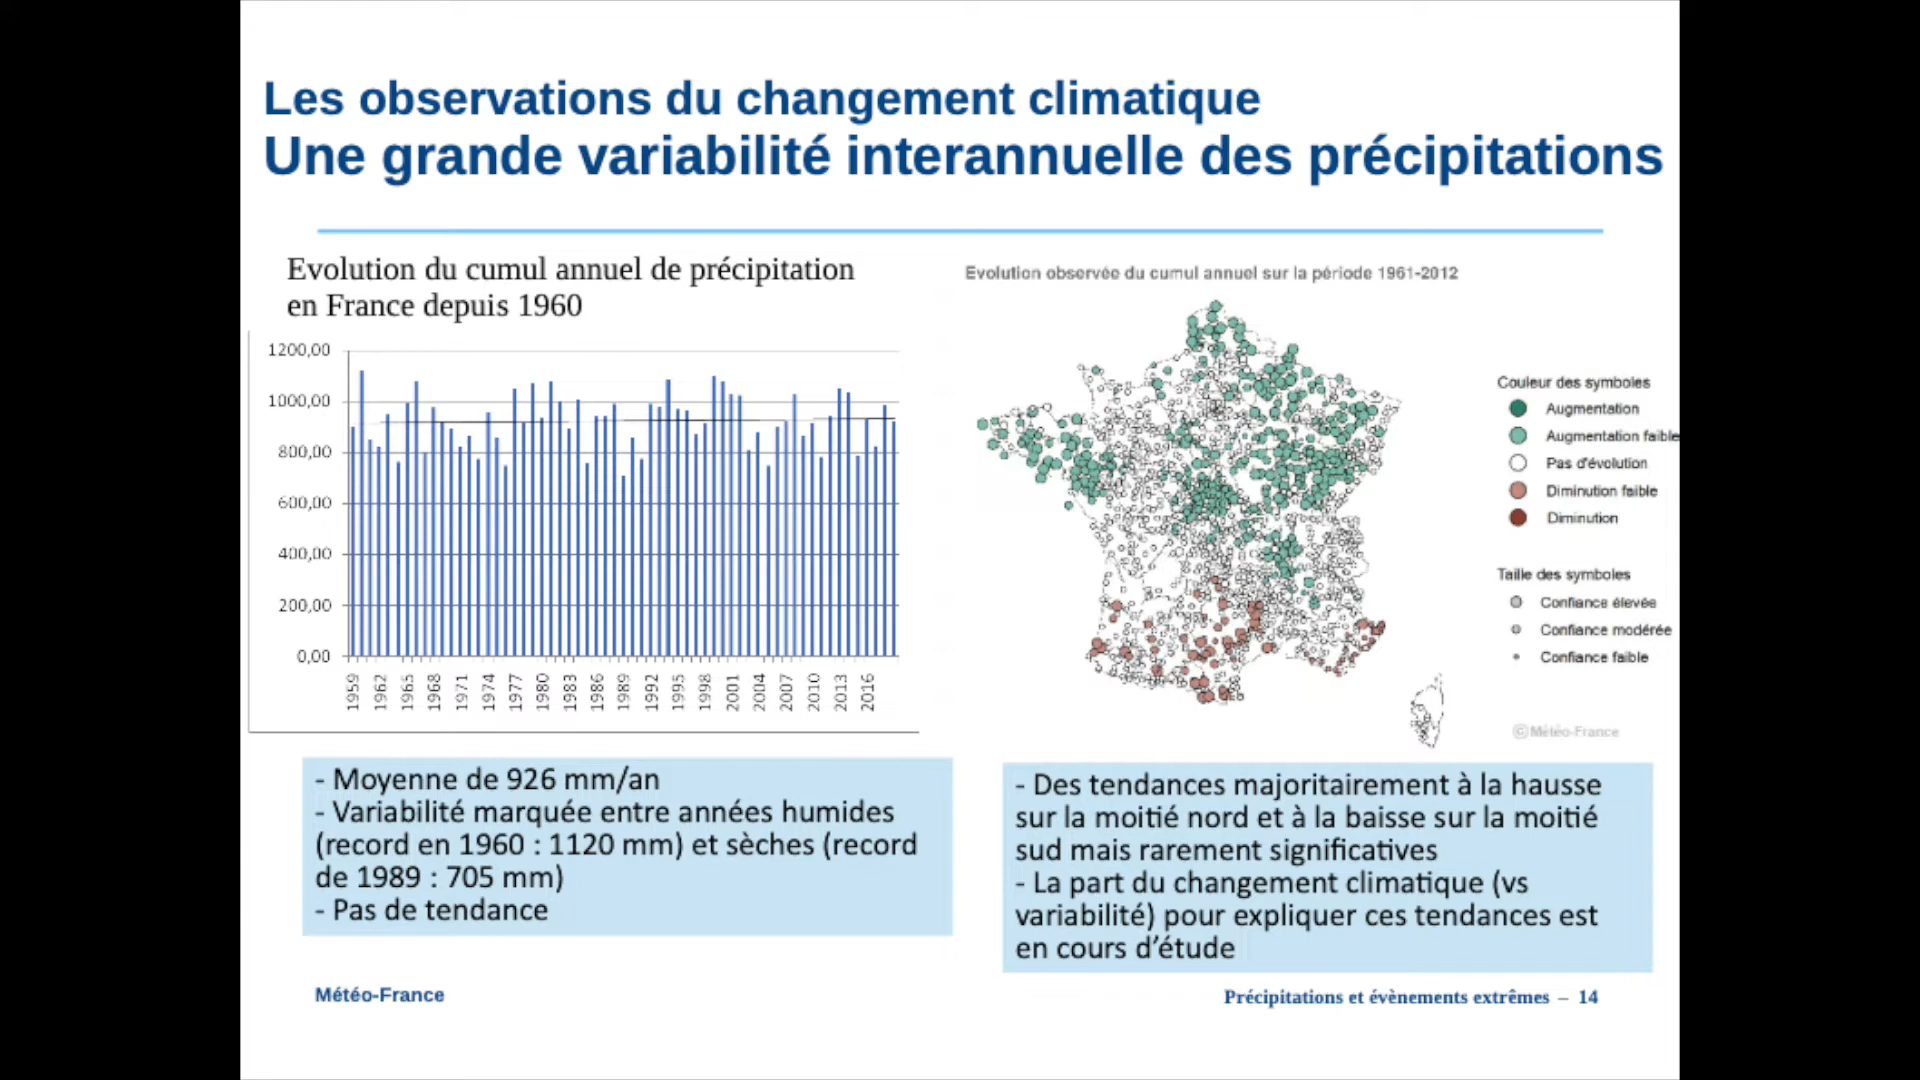 Les observations du changement climatique
Une grande variabilité interannuelle des précipitations
Evolution du cumul annuel de précipitation
en France depuis 1960
1200,00
1000,00
800,00
600,00
400,00
200,00
0,00
1959
1962
1965
1968
1971
1974
1977
1980
1983
1986
1989
1992
1995
1998
2001
2004
2007
2010
2013
2016
Evolution observée du cumul annuel sur la période 1961-2012
Couleur des symboles
Augmentation
Augmentation faible
Pas d'évolution
Diminution faible
Diminution
Taille des symboles
Confiance élevée
Confiance modérée
Confiance faible
©Météo-France
- Moyenne de 926 mm/an
- Variabilité marquée entre années humides
(record en 1960 : 1120 mm) et sèches (record
de 1989 : 705 mm)
- Pas de tendance
- Des tendances majoritairement à la hausse
sur la moitié nord et à la baisse sur la moitié
sud mais rarement significatives
- La part du changement climatique (vs
variabilité) pour expliquer ces tendances est
en cours d'étude
Météo-France
Précipitations et évènements extrêmes – 14